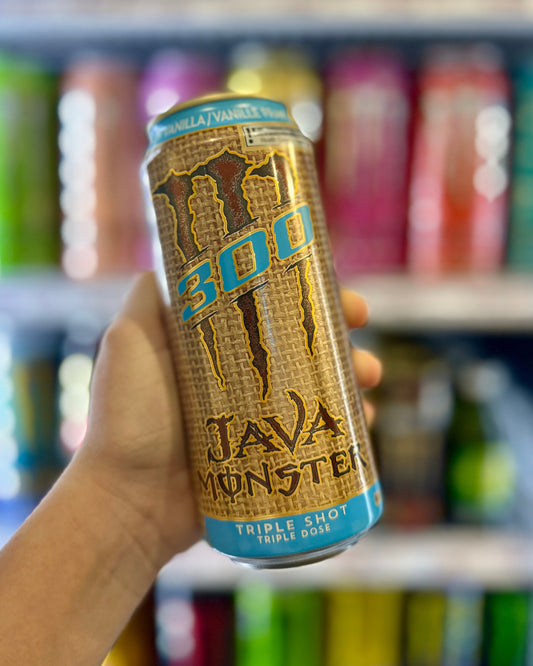 VANILLA/VANILLE
300
JAVA
MONSTER
TRIPLE SHOT
TRIPLE DOSE